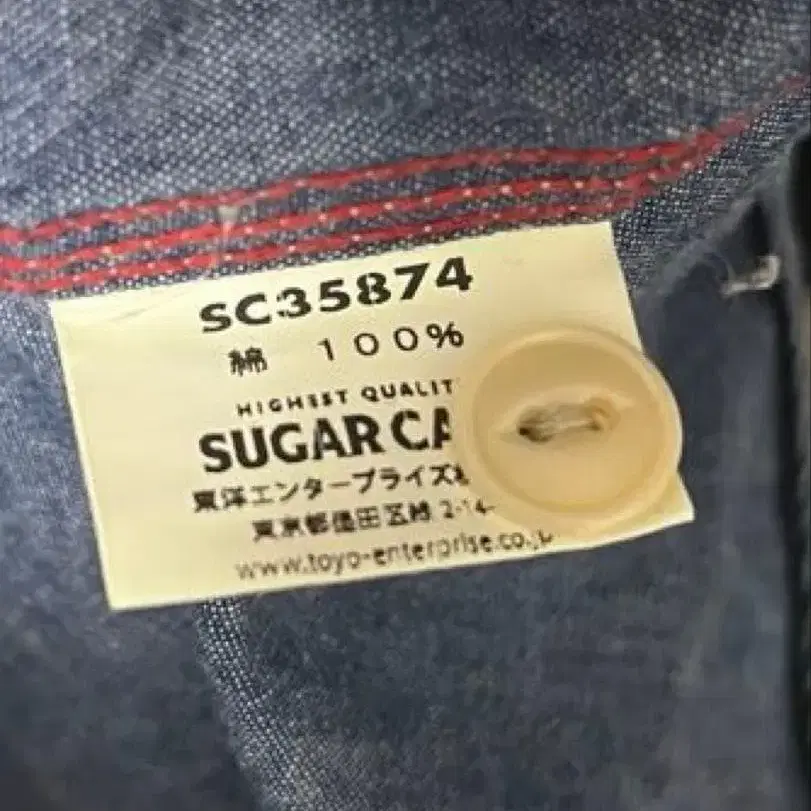 SC35874
綿 100%
HIGHEST QUALIT
SUGAR CA
東洋エンタープライズ
東京都墨田区緑 2-14-
www.toyo-enterprise.co.jp